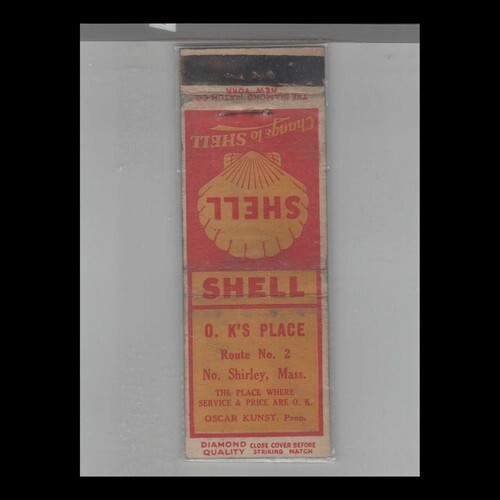 THE DIAMOND MATCH CO.
NEW YORK
Change to SHELL
SHELL
SHELL
O. K'S PLACE
Route No. 2
No. Shirley, Mass.
THE PLACE WHERE
SERVICE & PRICE ARE O. K.
OSCAR KUNST, Prop.
DIAMOND QUALITY
CLOSE COVER BEFORE STRIKING MATCH